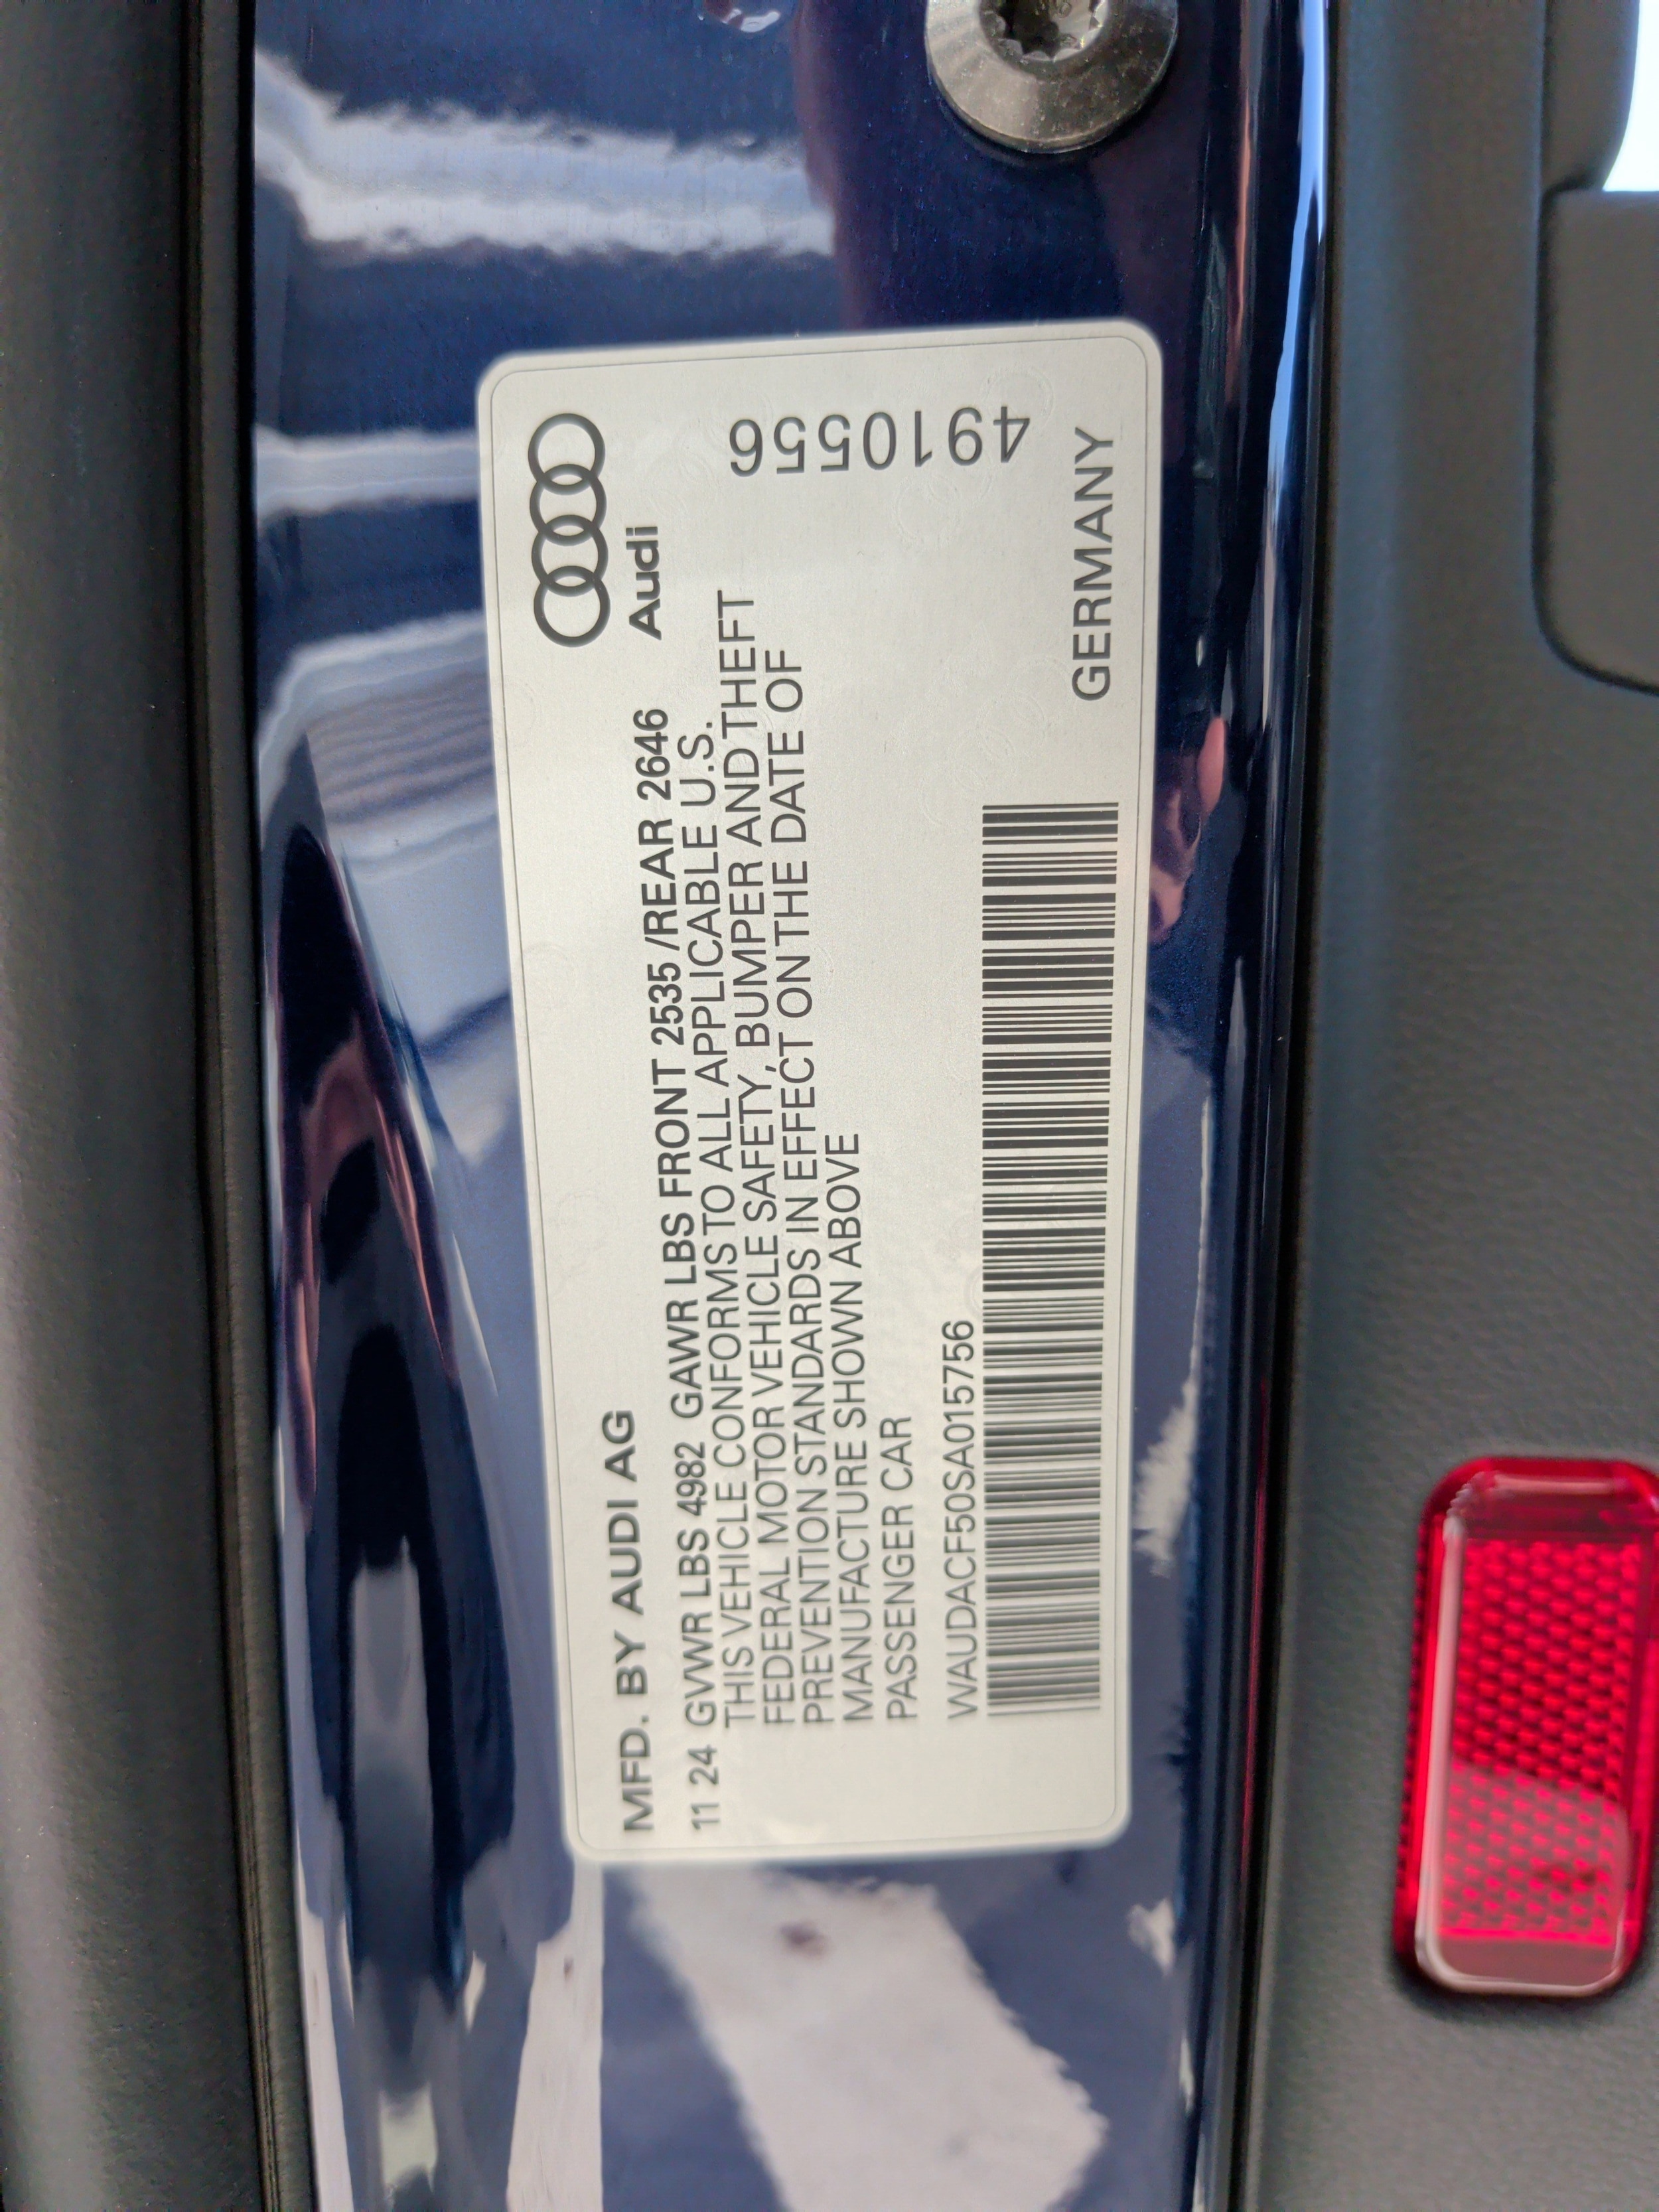 Audi
MFD. BY AUDI AG
11 24 GVWR LBS 4982 GAWR LBS FRONT 2535 /REAR 2646
THIS VEHICLE CONFORMS TO ALL APPLICABLE U.S.
FEDERAL MOTOR VEHICLE SAFETY, BUMPER AND THEFT
PREVENTION STANDARDS IN EFFECT ON THE DATE OF
MANUFACTURE SHOWN ABOVE
PASSENGER CAR
4910556
WAUDACF50SA015756
GERMANY